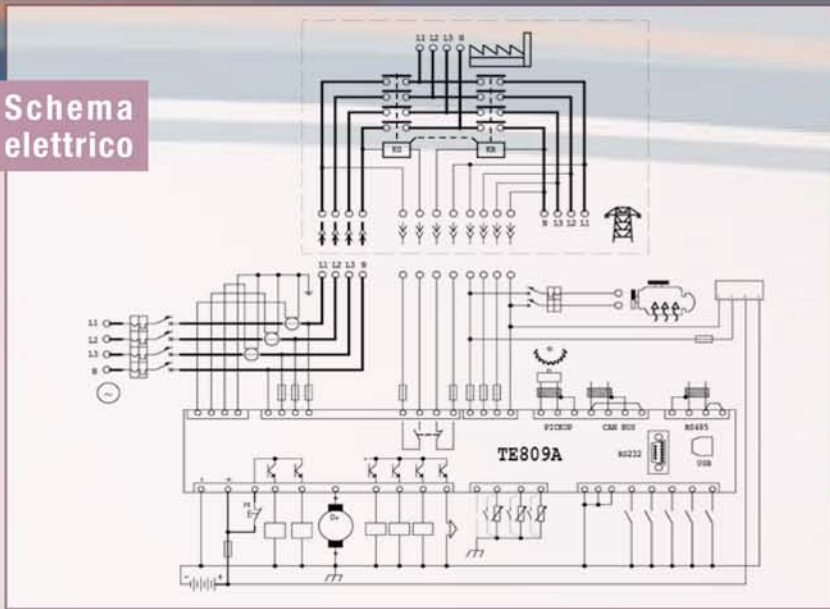 Schema
elettrico
L1 L2 L3 N
KG
KR
N L3 L2 L1
L1 L2 L3 N
L1
L2
L3
N
~
PICKUP
CAN BUS
RS485
TE809A
RS232
USB
D+
- +